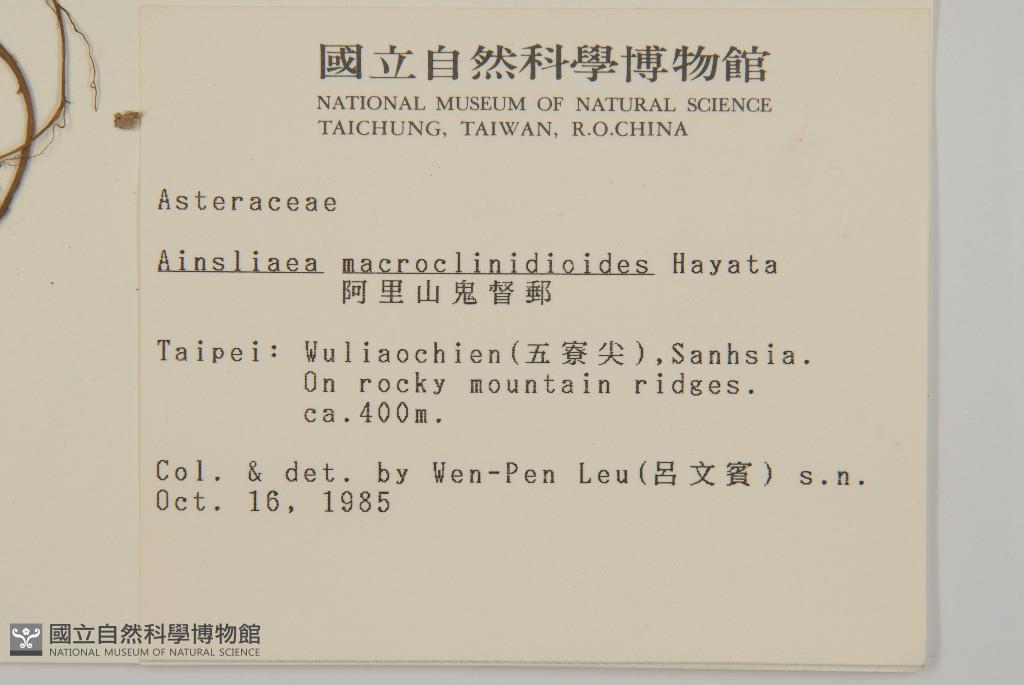 國立自然科學博物館
NATIONAL MUSEUM OF NATURAL SCIENCE
TAICHUNG, TAIWAN, R.O.CHINA
Asteraceae
Ainsliaea macroclinidioides Hayata
阿里山鬼督郵
Taipei: Wuliaochien(五寮尖),Sanhsia.
On rocky mountain ridges.
ca.400m.
Col. & det. by Wen-Pen Leu(呂文賓) s.n.
Oct. 16, 1985
國立自然科學博物館
NATIONAL MUSEUM OF NATURAL SCIENCE